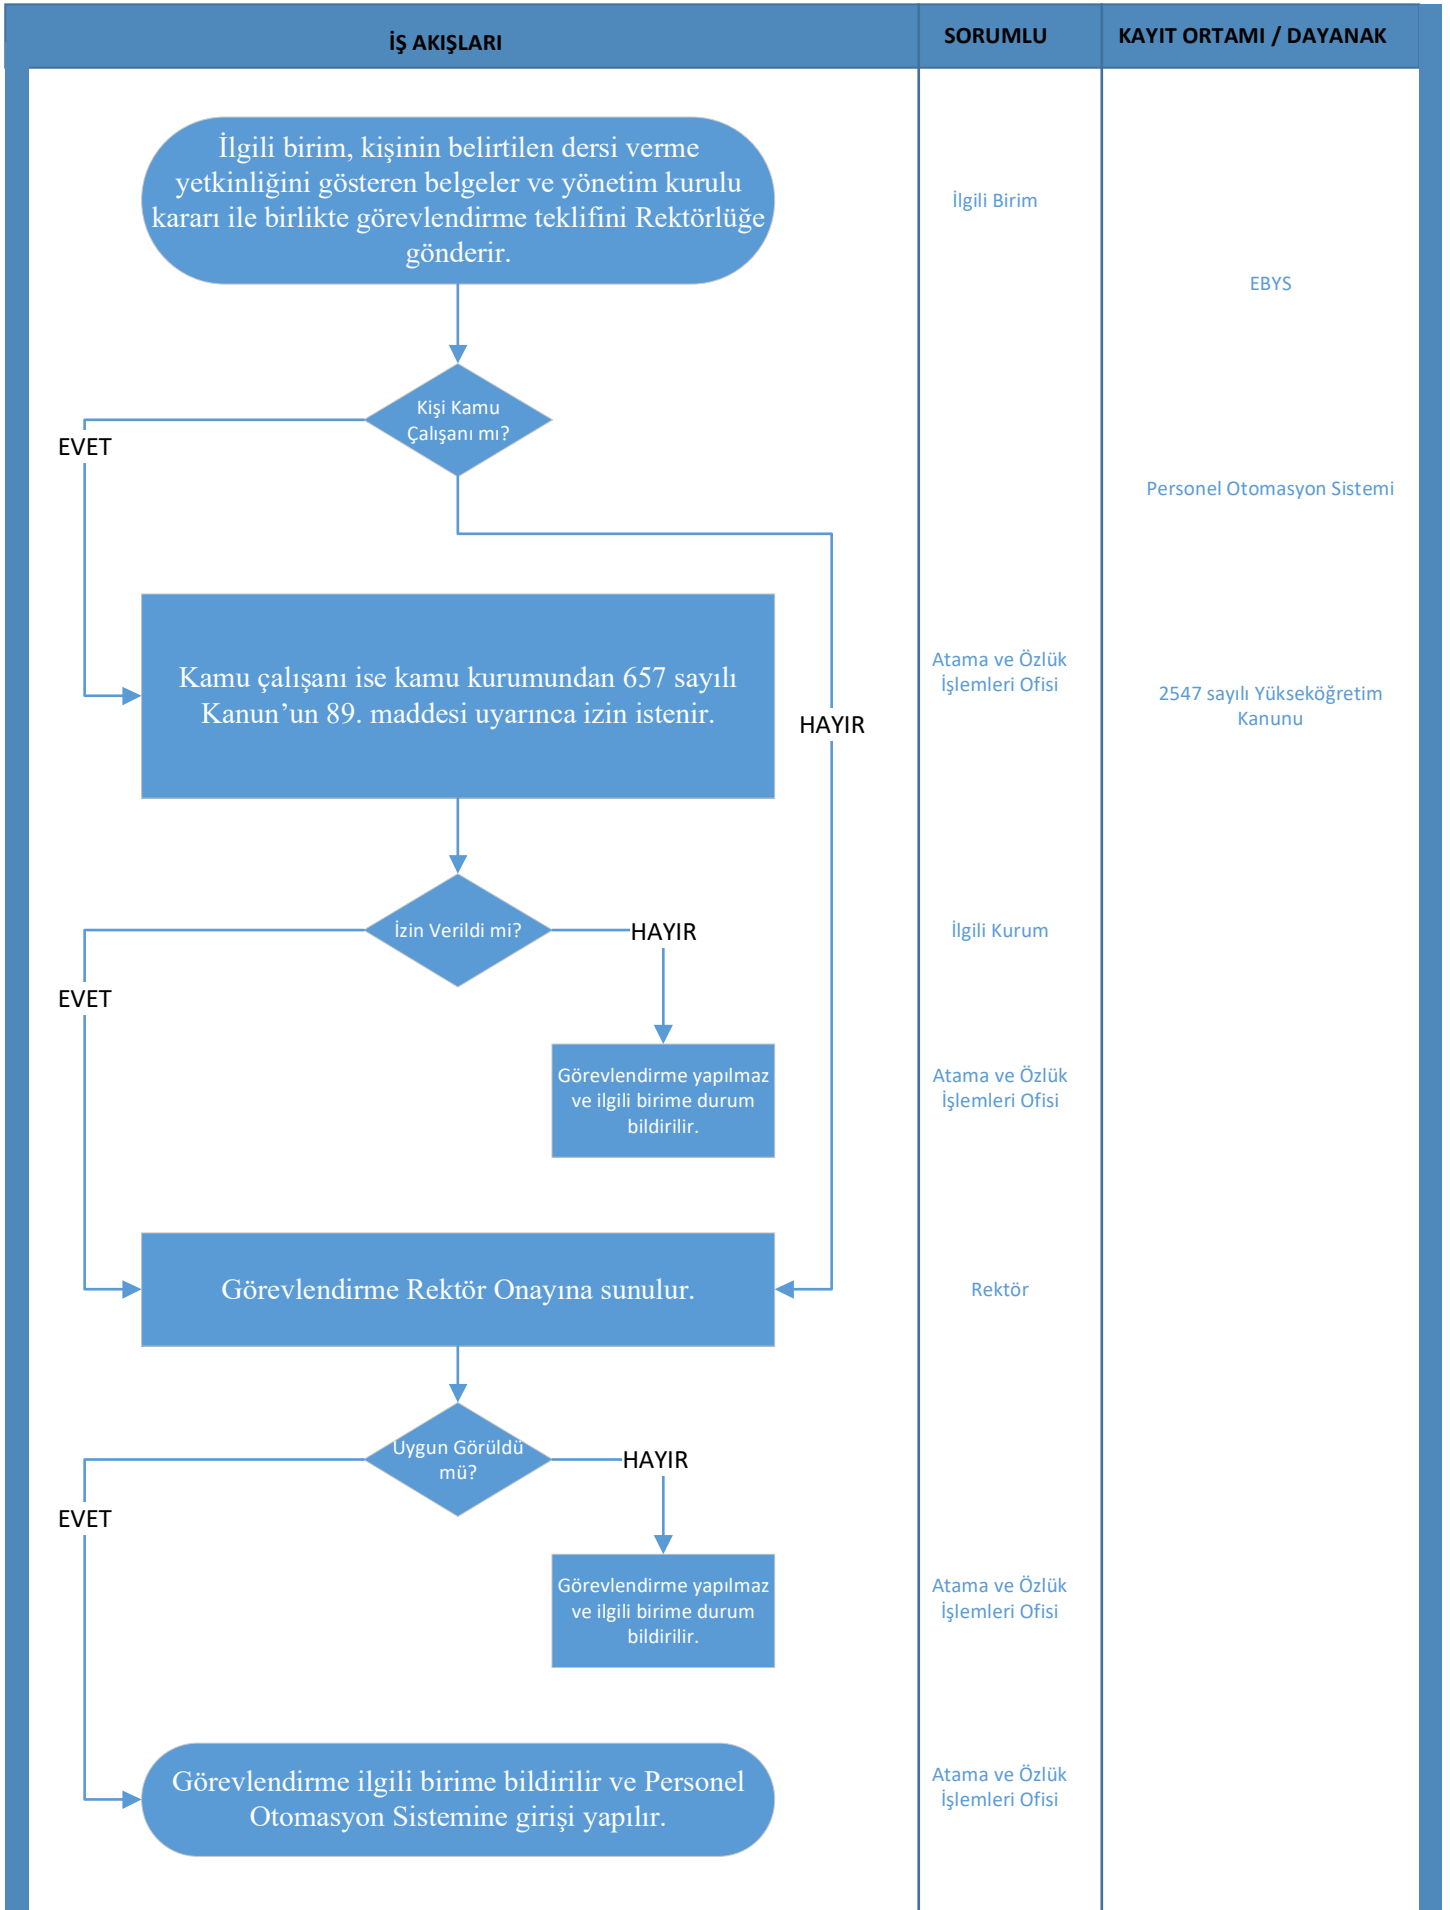 İŞ AKIŞLARI
SORUMLU
KAYIT ORTAMI / DAYANAK
İlgili birim, kişinin belirtilen dersi verme
yetkinliğini gösteren belgeler ve yönetim kurulu
kararı ile birlikte görevlendirme teklifini Rektörlüğe
gönderir.
İlgili Birim
EBYS
Kişi Kamu
Çalışanı mı?
EVET
Personel Otomasyon Sistemi
Kamu çalışanı ise kamu kurumundan 657 sayılı
Kanun’un 89. maddesi uyarınca izin istenir.
HAYIR
Atama ve Özlük
İşlemleri Ofisi
2547 sayılı Yükseköğretim
Kanunu
İzin Verildi mi?
HAYIR
İlgili Kurum
EVET
Görevlendirme yapılmaz
ve ilgili birime durum
bildirilir.
Atama ve Özlük
İşlemleri Ofisi
Görevlendirme Rektör Onayına sunulur.
Rektör
Uygun Görüldü
mü?
HAYIR
EVET
Görevlendirme yapılmaz
ve ilgili birime durum
bildirilir.
Atama ve Özlük
İşlemleri Ofisi
Görevlendirme ilgili birime bildirilir ve Personel
Otomasyon Sistemine girişi yapılır.
Atama ve Özlük
İşlemleri Ofisi